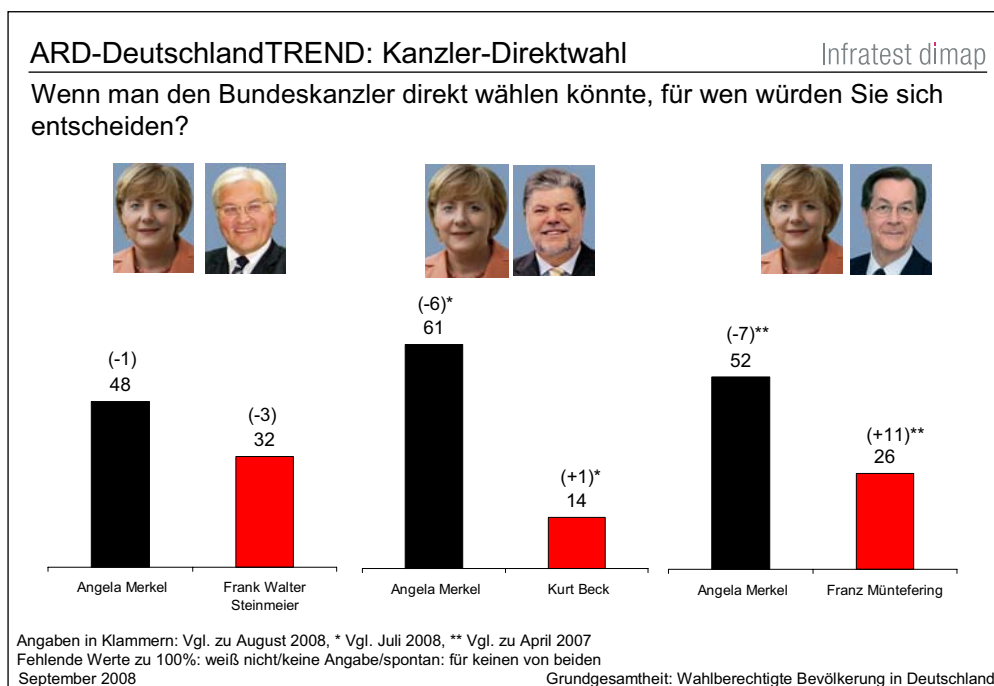 ARD-DeutschlandTREND: Kanzler-Direktwahl
Infratest dimap
Wenn man den Bundeskanzler direkt wählen könnte, für wen würden Sie sich
entscheiden?
(-1)
48
(-3)
32
Angela Merkel
Frank Walter
Steinmeier
(-6)*
61
(+1)*
14
Angela Merkel
Kurt Beck
(-7)**
52
(+11)**
26
Angela Merkel
Franz Müntefering
Angaben in Klammern: Vgl. zu August 2008, * Vgl. Juli 2008, ** Vgl. zu April 2007
Fehlende Werte zu 100%: weiß nicht/keine Angabe/spontan: für keinen von beiden
September 2008
Grundgesamtheit: Wahlberechtigte Bevölkerung in Deutschland